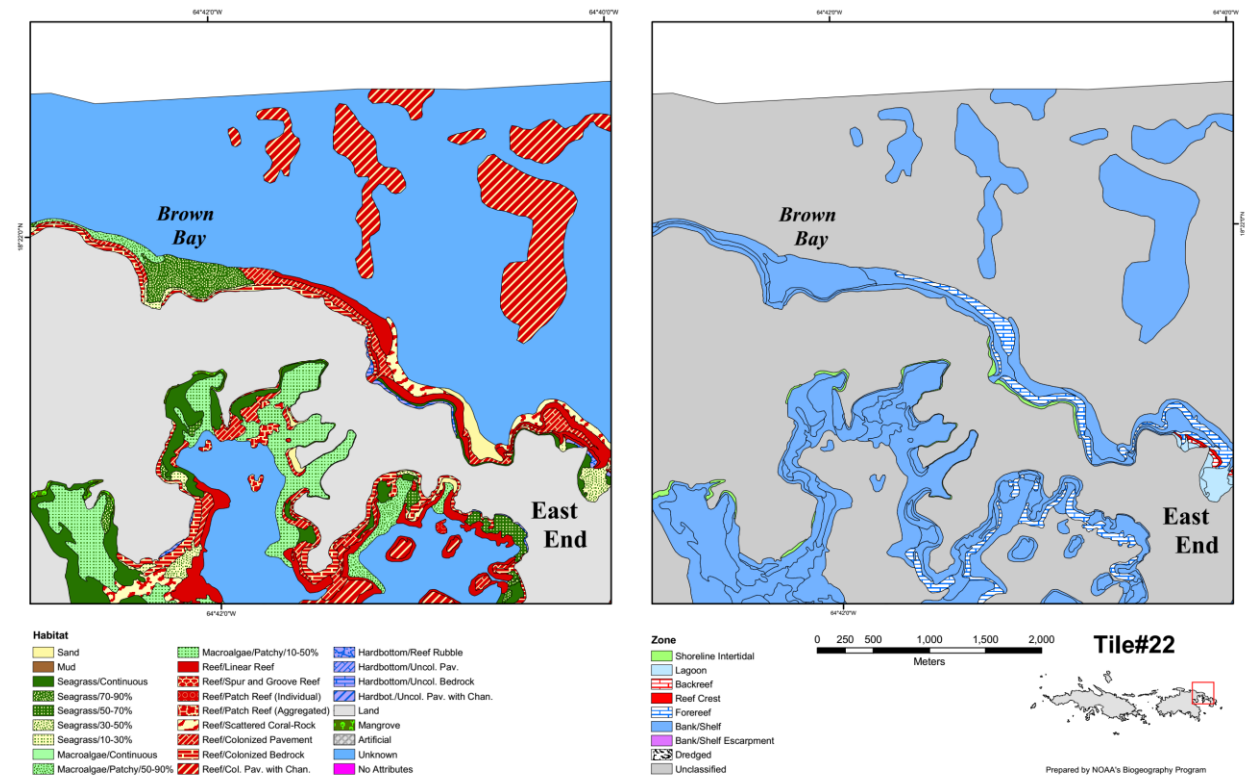 64°42'0"W 64°40'0"W
64°42'0"W 64°40'0"W
18°22'0"N
18°22'0"N
Brown
Bay
Brown
Bay
East
End
East
End
64°42'0"W
64°42'0"W
Habitat
Sand
Mud
Seagrass/Continuous
Seagrass/70-90%
Seagrass/50-70%
Seagrass/30-50%
Seagrass/10-30%
Macroalgae/Continuous
Macroalgae/Patchy/50-90%
Macroalgae/Patchy/10-50%
Reef/Linear Reef
Reef/Spur and Groove Reef
Reef/Patch Reef (Individual)
Reef/Patch Reef (Aggregated)
Reef/Scattered Coral-Rock
Reef/Colonized Pavement
Reef/Colonized Bedrock
Reef/Col. Pav. with Chan.
Hardbottom/Reef Rubble
Hardbottom/Uncol. Pav.
Hardbottom/Uncol. Bedrock
Hardbot./Uncol. Pav. with Chan.
Land
Mangrove
Artificial
Unknown
No Attributes
Zone
Shoreline Intertidal
Lagoon
Backreef
Reef Crest
Forereef
Bank/Shelf
Bank/Shelf Escarpment
Dredged
Unclassified
0 250 500 1,000 1,500 2,000
Meters
Tile#22
Prepared by NOAA's Biogeography Program